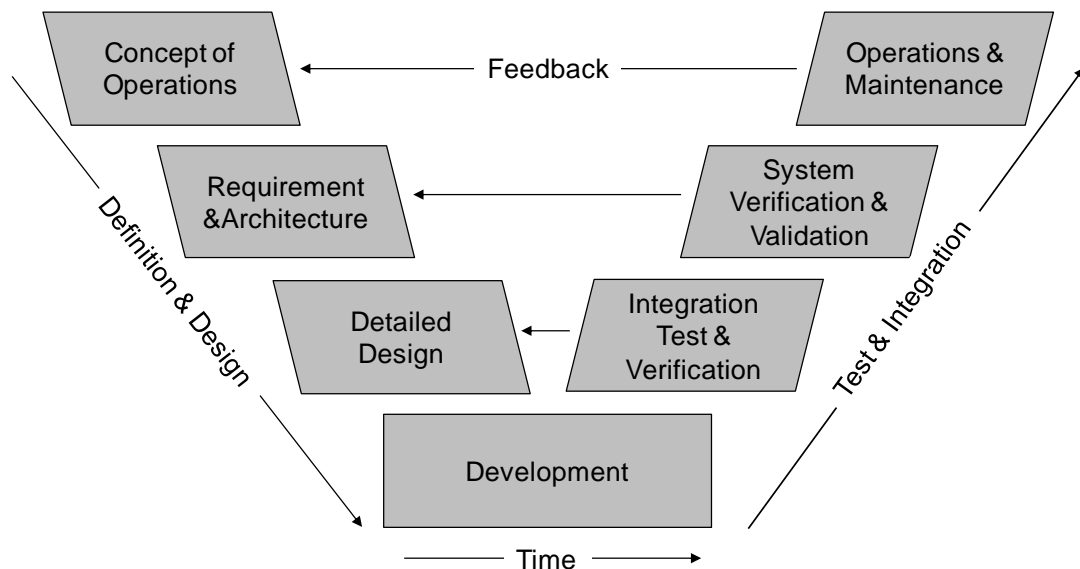 Concept of
Operations
Feedback
Operations &
Maintenance
Requirement
&Architecture
System
Verification &
Validation
Definition & Design
Test & Integration
Detailed
Design
Integration
Test &
Verification
Development
Time